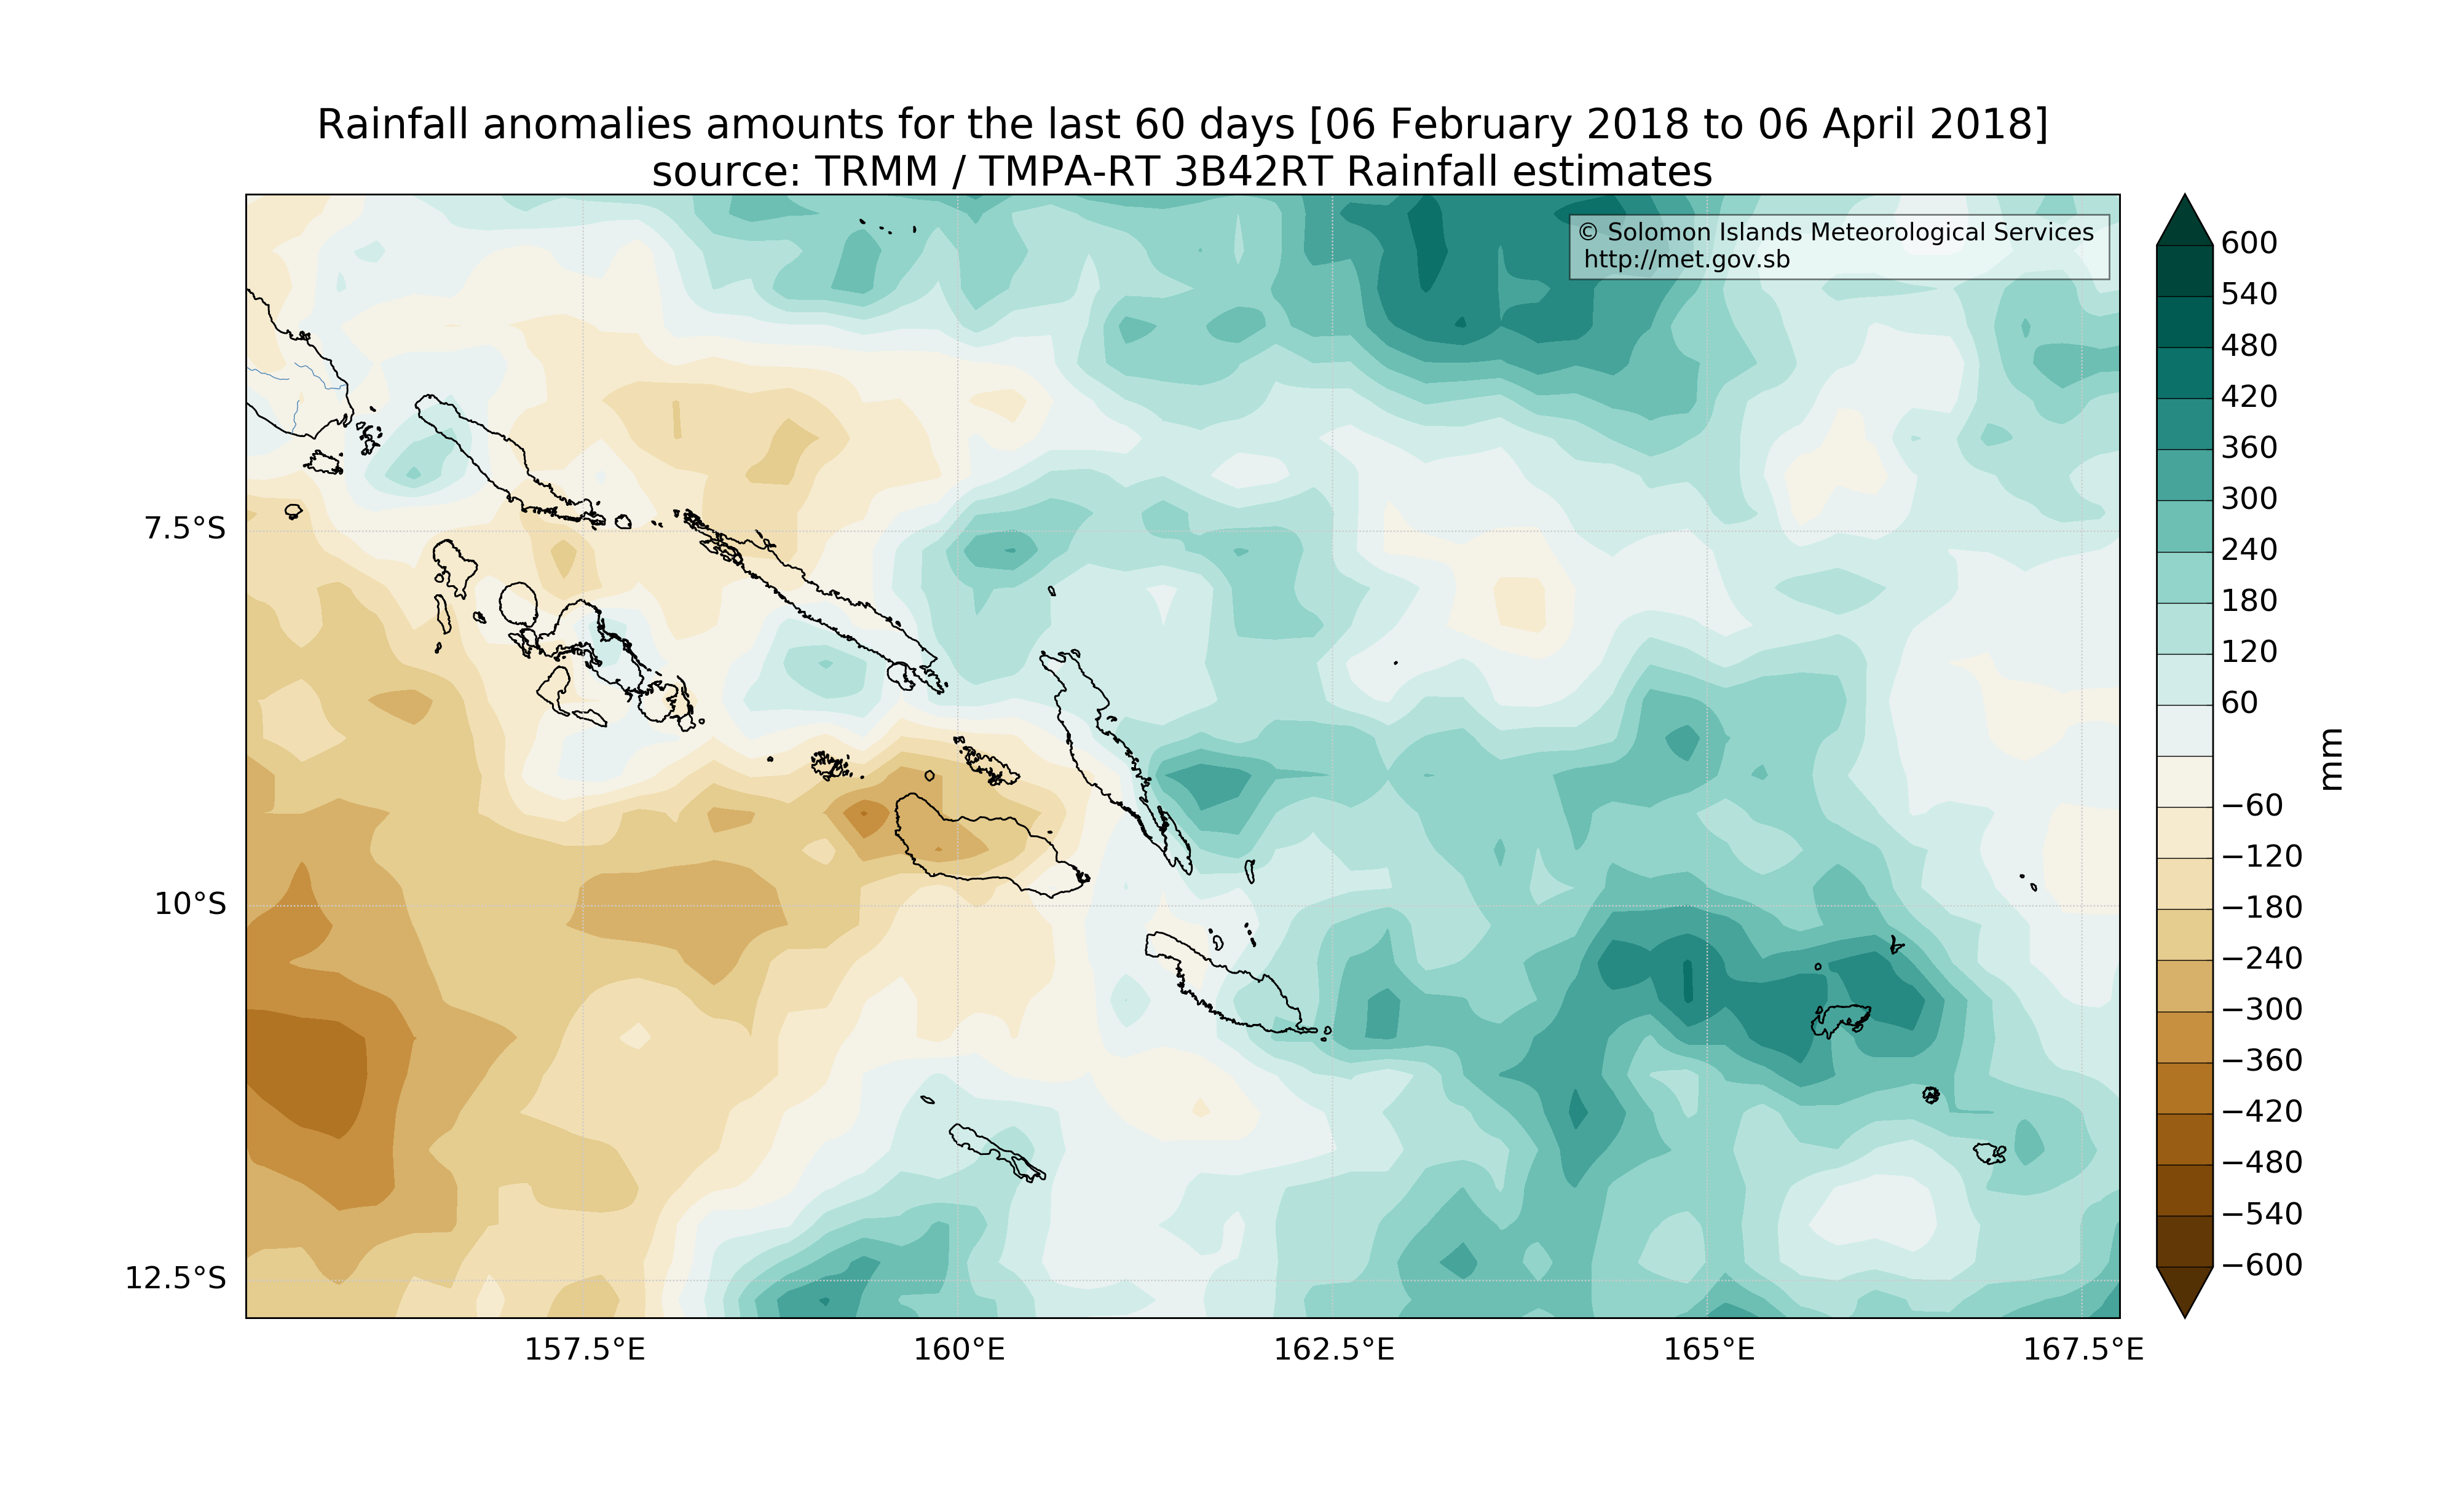 Rainfall anomalies amounts for the last 60 days [06 February 2018 to 06 April 2018]
source: TRMM / TMPA-RT 3B42RT Rainfall estimates
© Solomon Islands Meteorological Services
http://met.gov.sb
7.5°S
10°S
12.5°S
157.5°E
160°E
162.5°E
165°E
167.5°E
600
540
480
420
360
300
240
180
120
60
−60
−120
−180
−240
−300
−360
−420
−480
−540
−600
mm